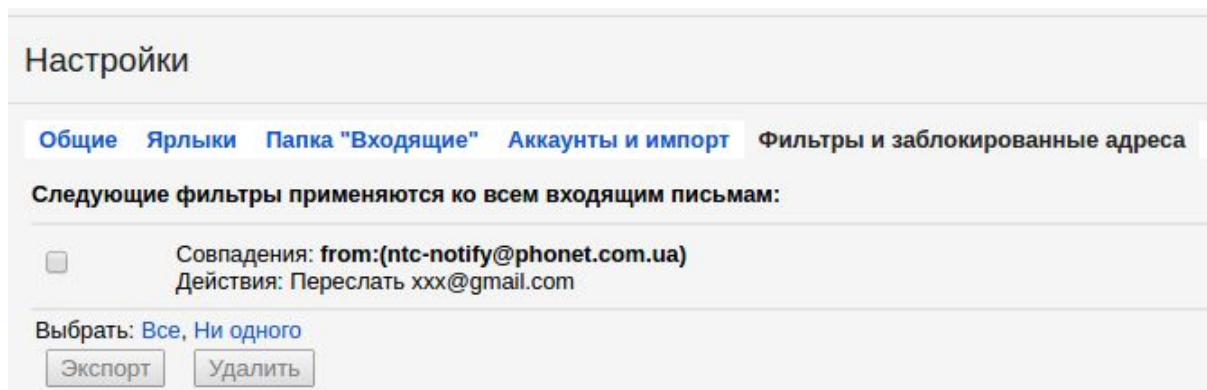 Настройки
Общие Ярлыки Папка "Входящие" Аккаунты и импорт Фильтры и заблокированные адреса
Следующие фильтры применяются ко всем входящим письмам:
Совпадения: from:(ntc-notify@phonet.com.ua)
Действия: Переслать xxx@gmail.com
Выбрать: Все, Ни одного
Экспорт Удалить